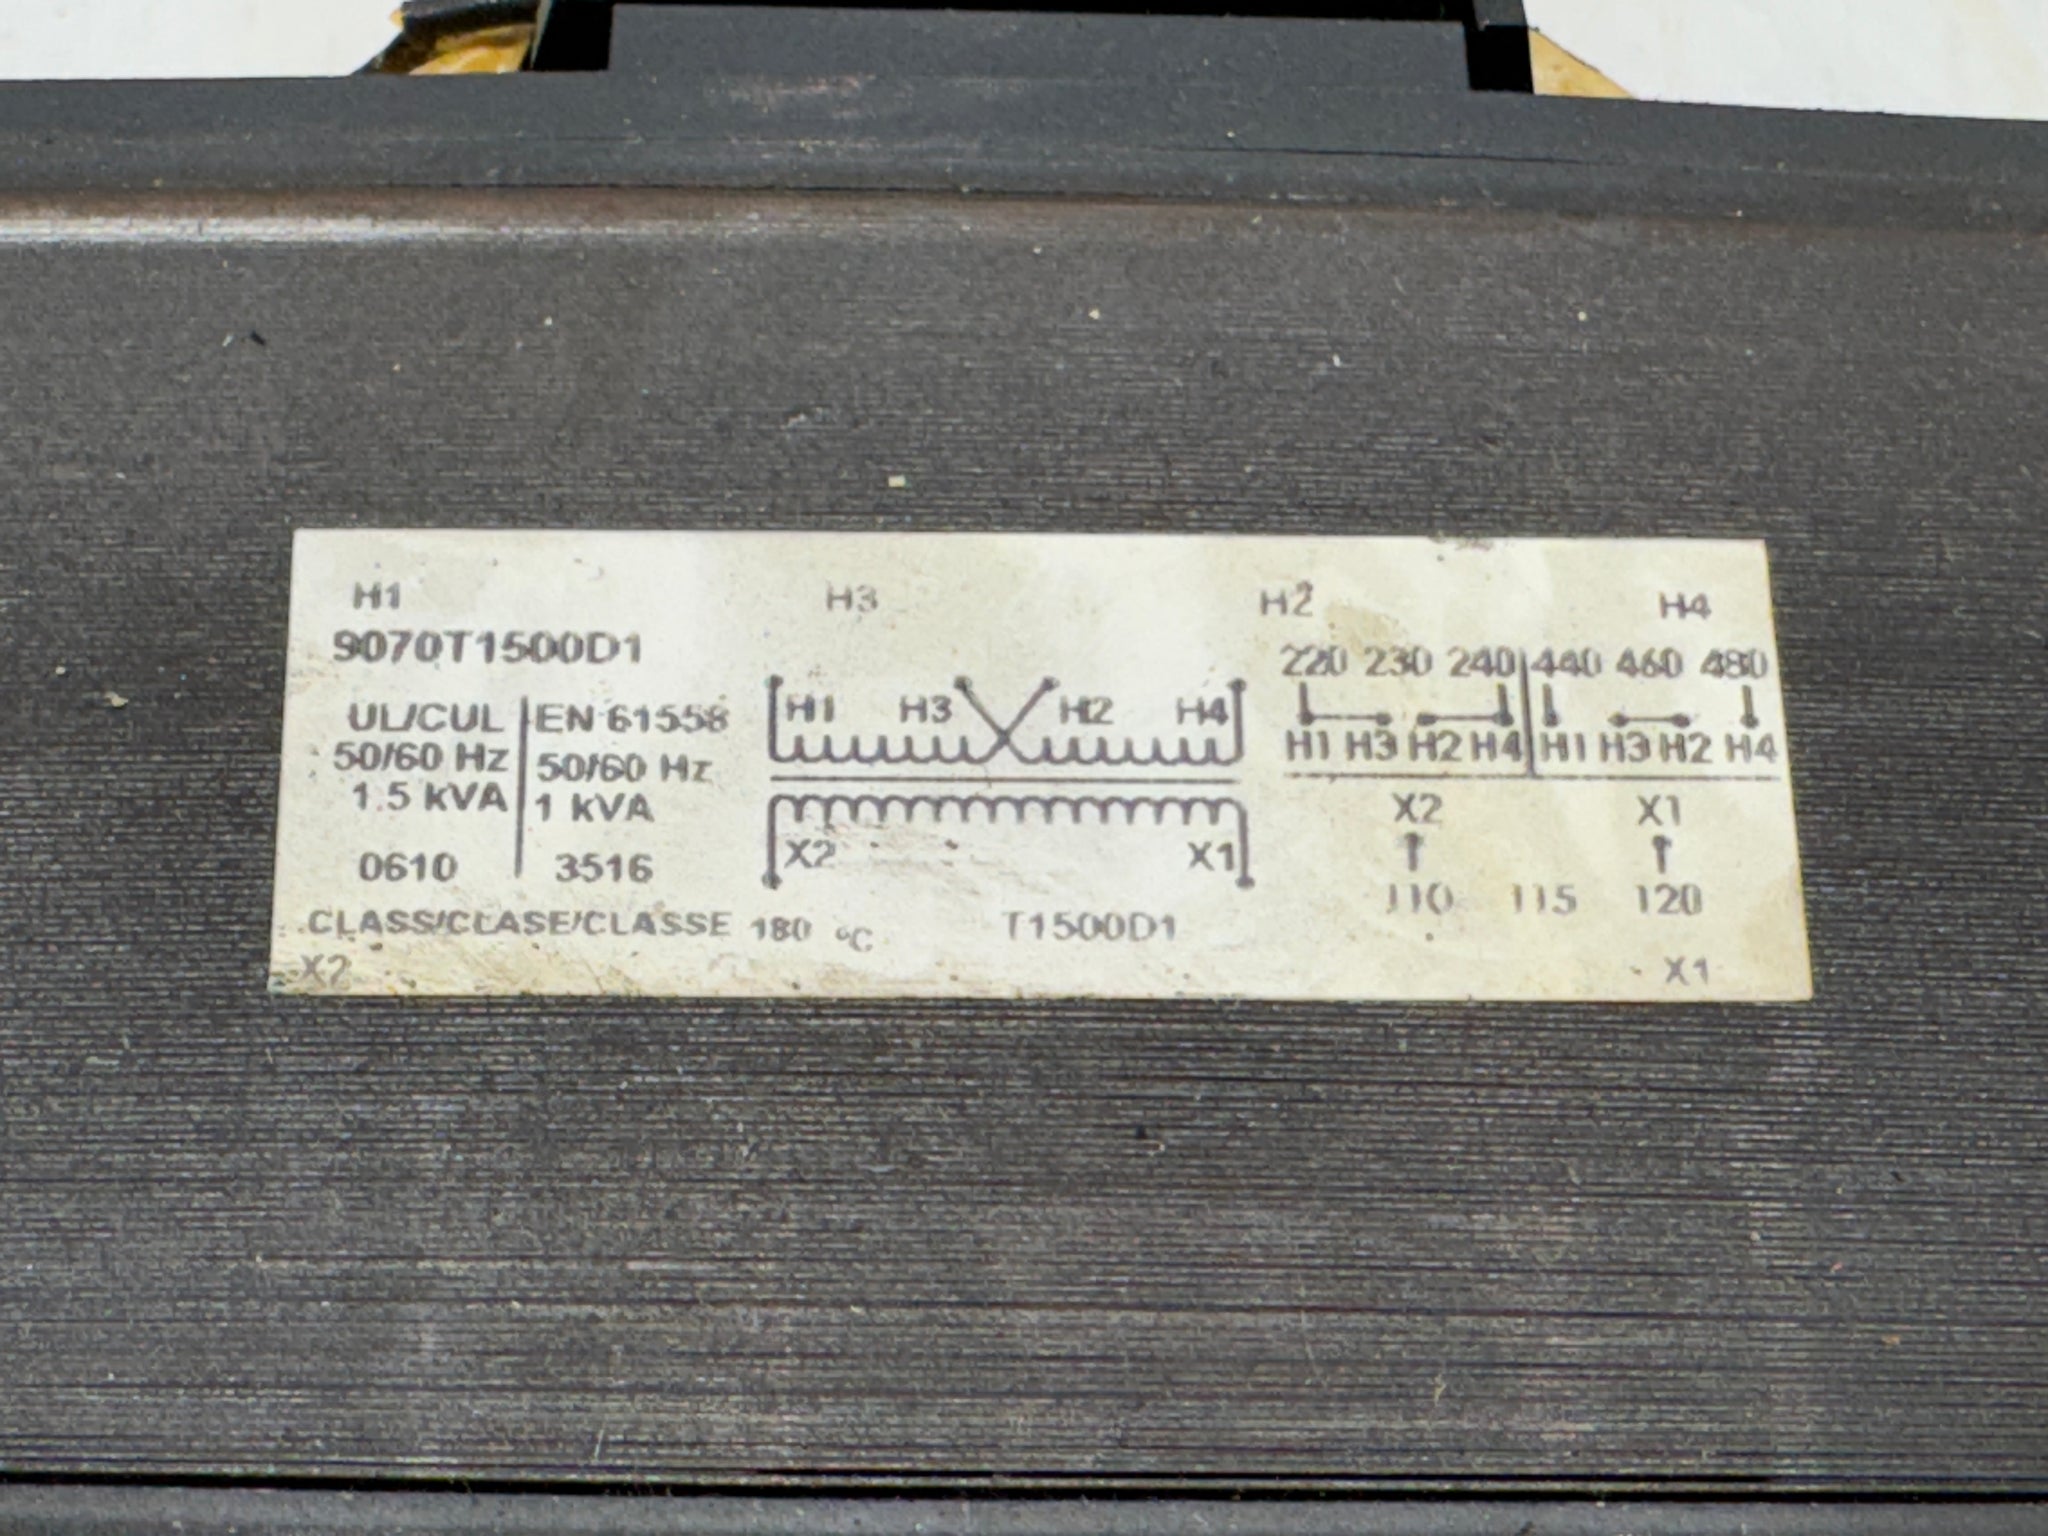 H1 H3 H2 H4
9070T1500D1
UL/CUL EN 61558
50/60 Hz 50/60 Hz
1.5 kVA 1 kVA
0610 3516
CLASS/CLASE/CLASSE 180 °C
H1 H3 H2 H4
X2 X1
T1500D1
220 230 240 440 460 480
H1 H3 H2 H4 H1 H3 H2 H4
X2 X1
110 115 120
X2 X1